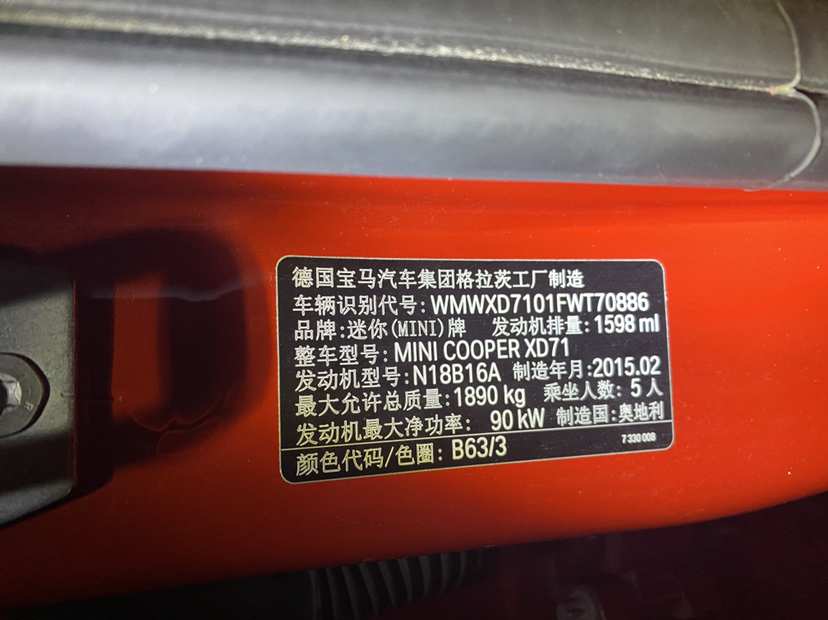 德国宝马汽车集团格拉茨工厂制造
车辆识别代号: WMWXD7101FWT70886
品牌:迷你(MINI)牌 发动机排量: 1598 ml
整车型号: MINI COOPER XD71
发动机型号: N18B16A 制造年月:2015.02
最大允许总质量: 1890 kg 乘坐人数: 5 人
发动机最大净功率: 90 kW 制造国:奥地利
7 330 008
颜色代码/色圈: B63/3